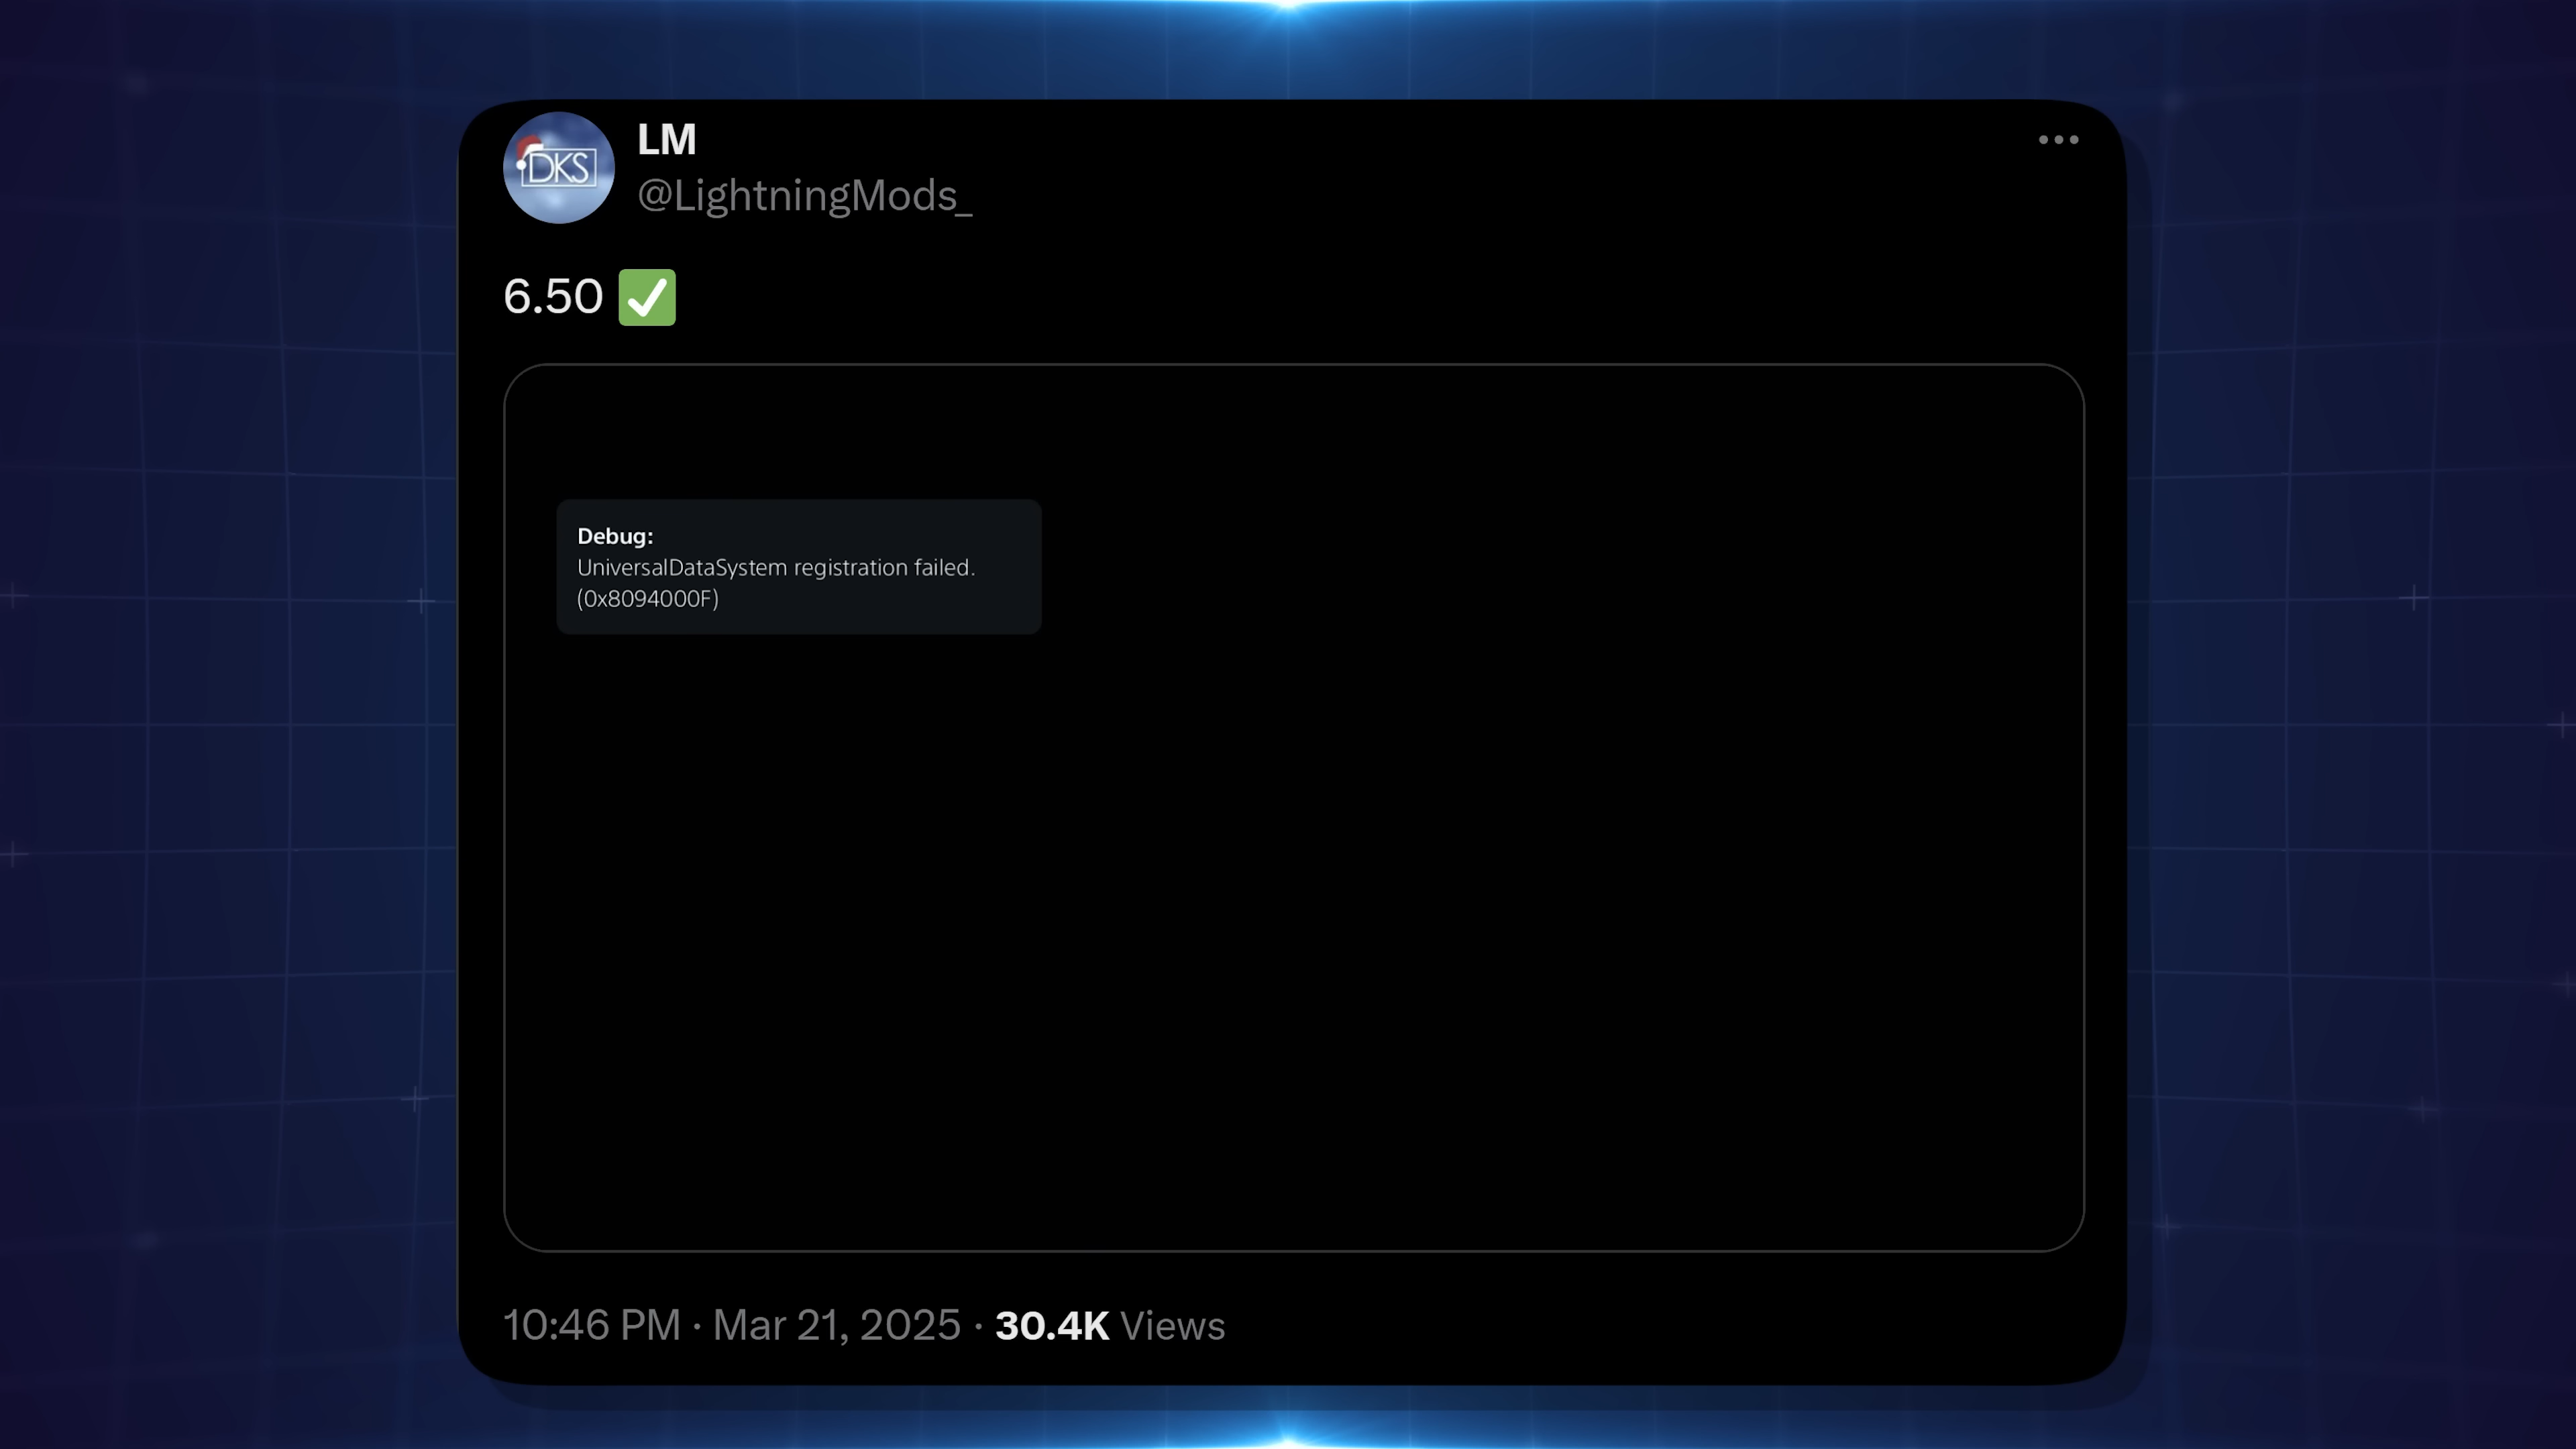 DKS
LM
@LightningMods_
6.50 ✅
Debug:
UniversalDataSystem registration failed.
(0x8094000F)
10:46 PM · Mar 21, 2025 · 30.4K Views